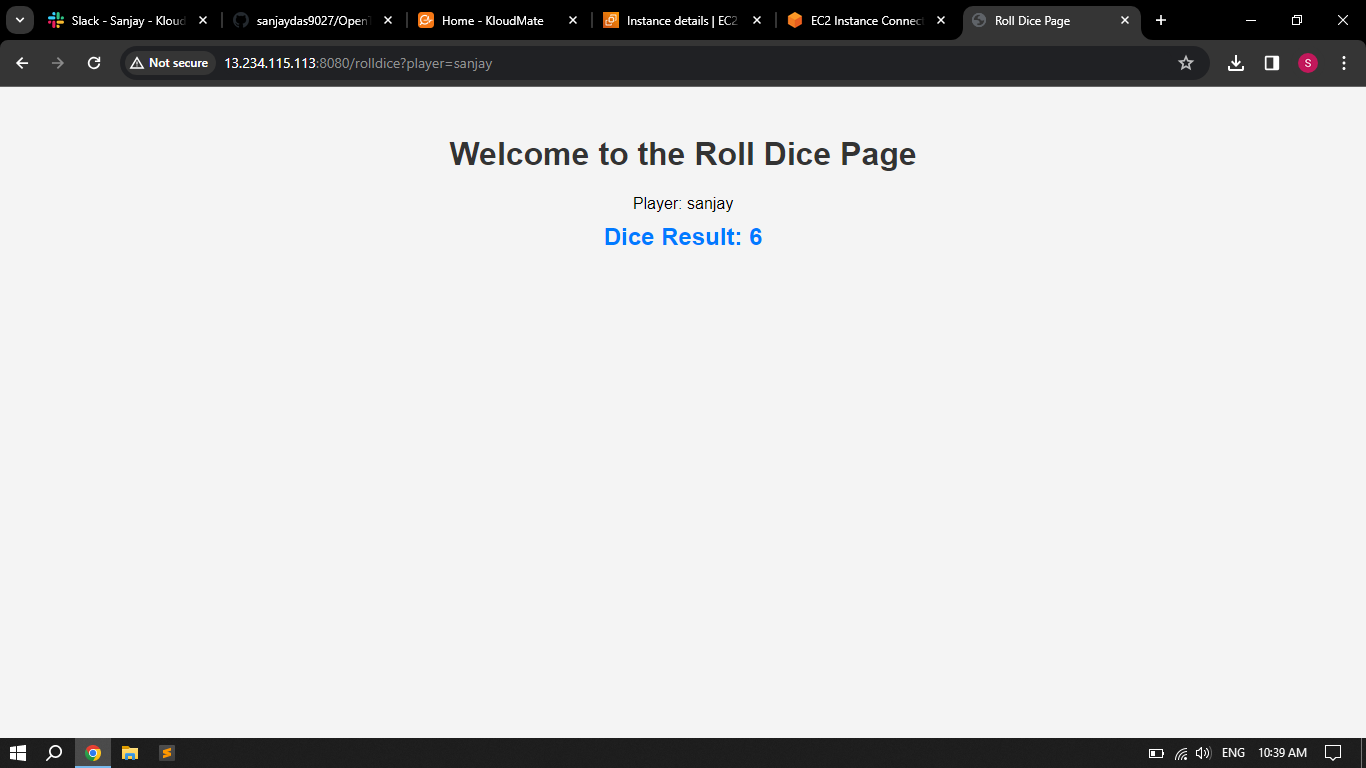 Slack - Sanjay - Kloud
sanjaydas9027/OpenT
Home - KloudMate
Instance details | EC2
EC2 Instance Connect
Roll Dice Page
Not secure
13.234.115.113:8080/rolldice?player=sanjay
S
Welcome to the Roll Dice Page
Player: sanjay
Dice Result: 6
ENG
10:39 AM